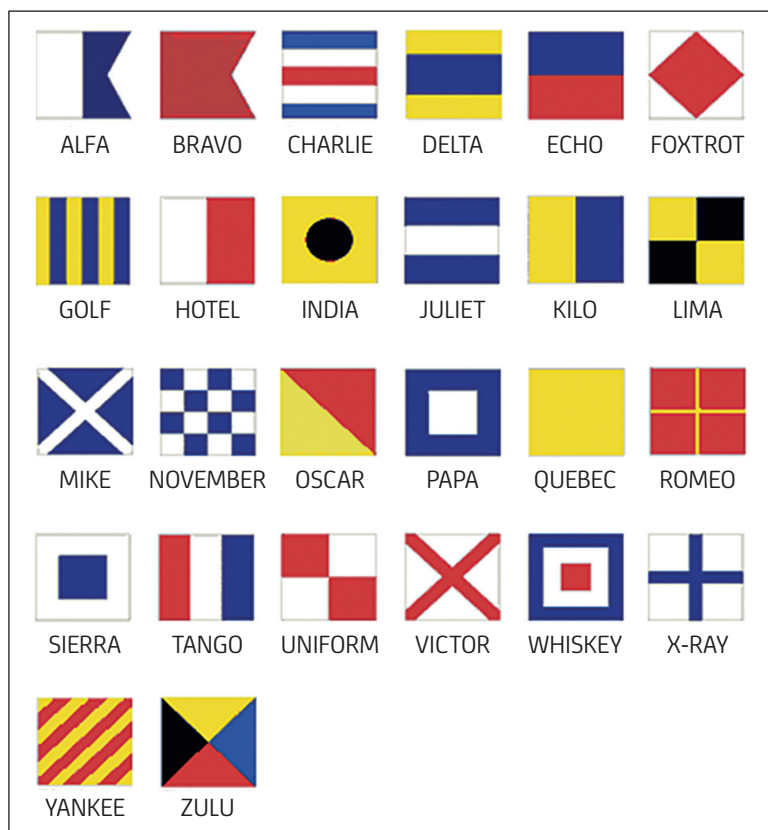 ALFA BRAVO CHARLIE DELTA ECHO FOXTROT
GOLF HOTEL INDIA JULIET KILO LIMA
MIKE NOVEMBER OSCAR PAPA QUEBEC ROMEO
SIERRA TANGO UNIFORM VICTOR WHISKEY X-RAY
YANKEE ZULU